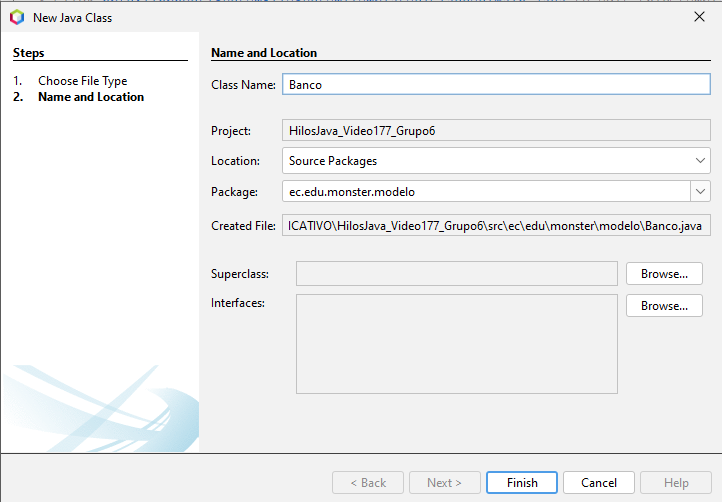 New Java Class
Steps
1. Choose File Type
2. Name and Location
Name and Location
Class Name: Banco
Project: HilosJava_Video177_Grupo6
Location: Source Packages
Package: ec.edu.monster.modelo
Created File: ICATIVO\HilosJava_Video177_Grupo6\src\ec\edu\monster\modelo\Banco.java
Superclass: Browse...
Interfaces: Browse...
< Back Next > Finish Cancel Help